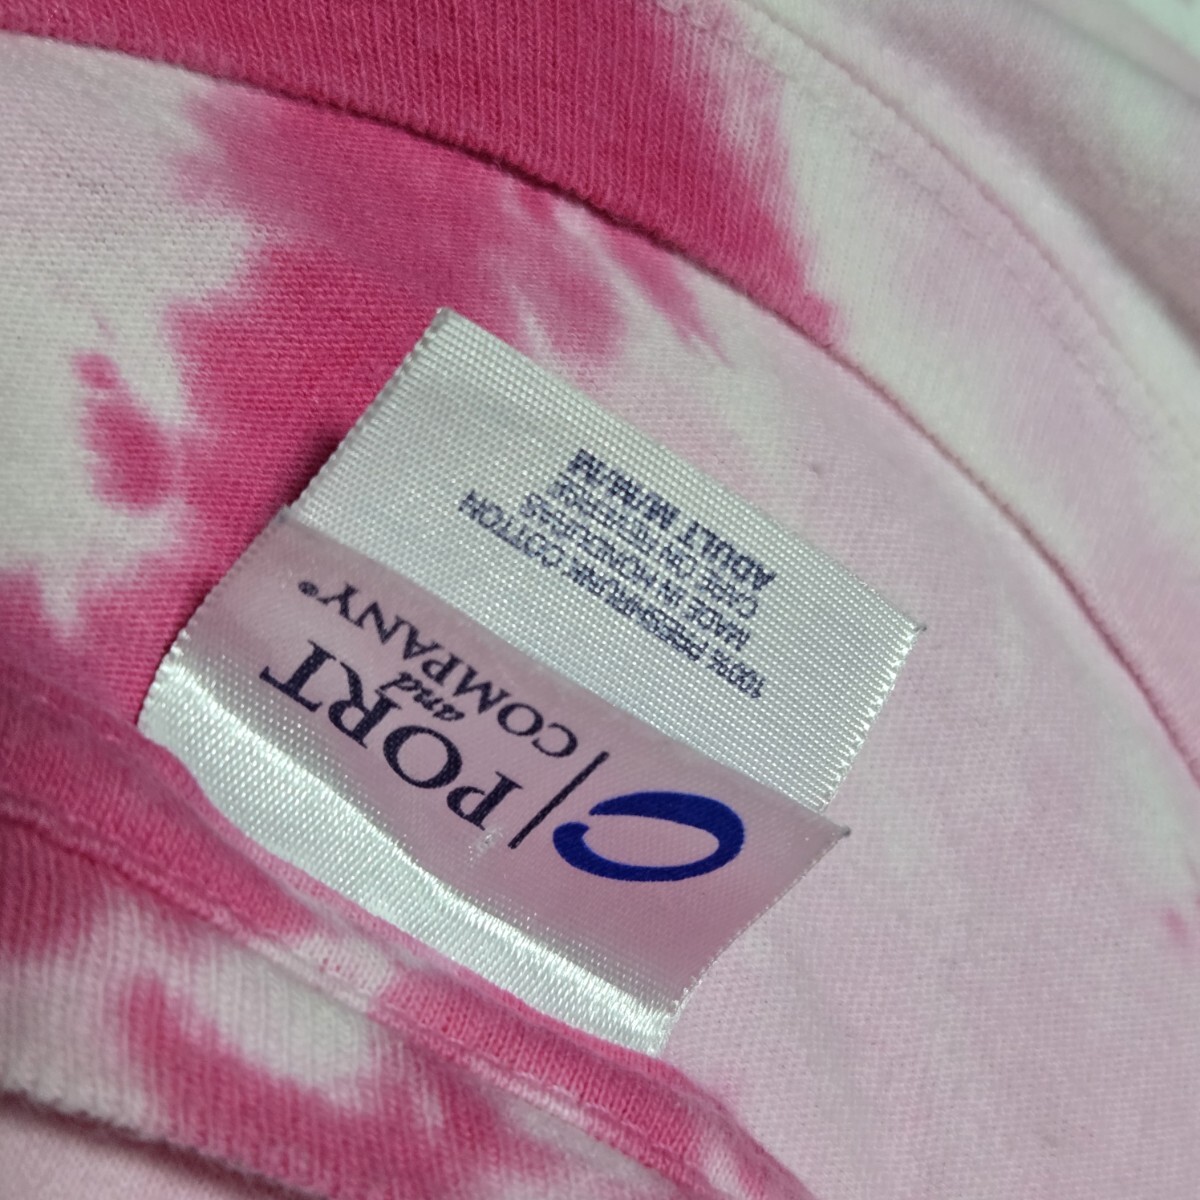 PORT
and
COMPANY®
100% PRESHRUNK COTTON
MADE IN HONDURAS
CARE ON REVERSE
ADULT M/M/M